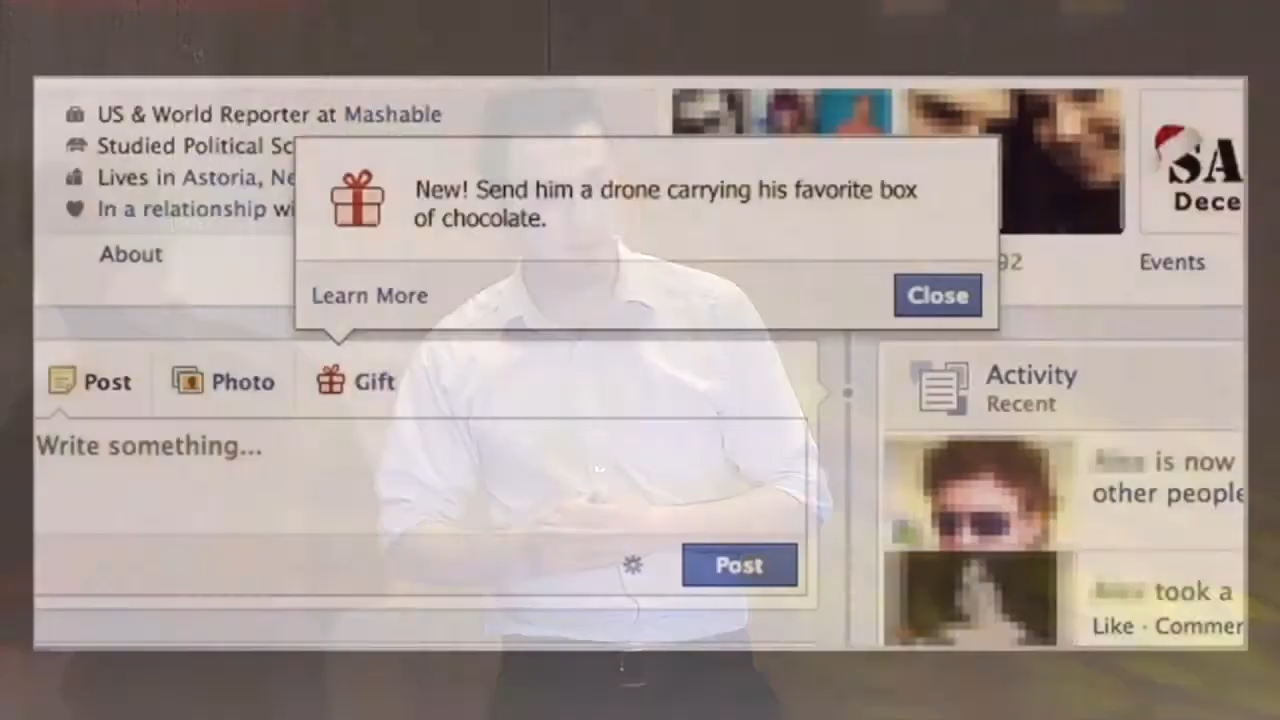 US & World Reporter at Mashable
Studied Political Sc
Lives in Astoria, Ne
In a relationship wi
About
New! Send him a drone carrying his favorite box
of chocolate.
Learn More
Close
SA
Dece
92
Events
Post
Photo
Gift
Write something...
Post
Activity
Recent
is now
other people
took a
Like · Commen